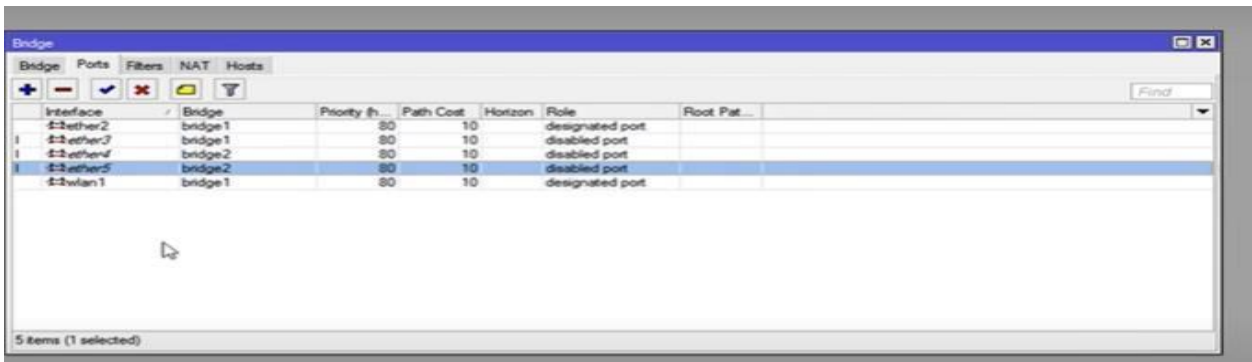 Bridge
Bridge Ports Filters NAT Hosts
Find
Interface Bridge Priority (h... Path Cost Horizon Role Root Pat...
ether2 bridge1 80 10 designated port
I ether3 bridge1 80 10 disabled port
I ether4 bridge2 80 10 disabled port
I ether5 bridge2 80 10 disabled port
wlan1 bridge1 80 10 designated port
5 items (1 selected)